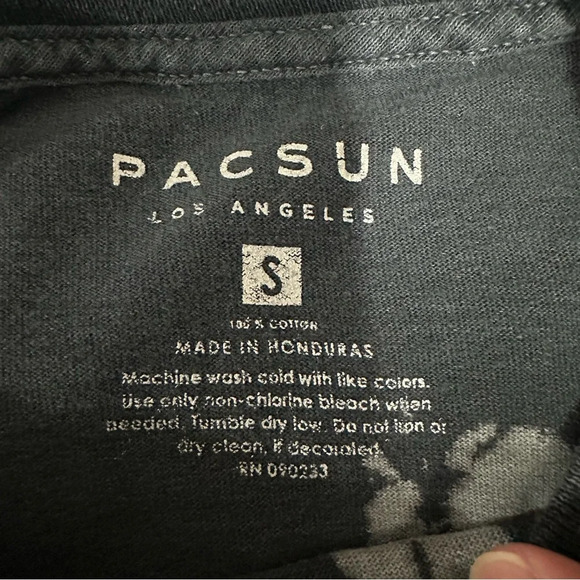 PACSUN
LOS ANGELES
S
100% COTTON
MADE IN HONDURAS
Machine wash cold with like colors.
Use only non-chlorine bleach when
needed. Tumble dry low. Do not iron or
dry clean, if decorated.
RN 090233